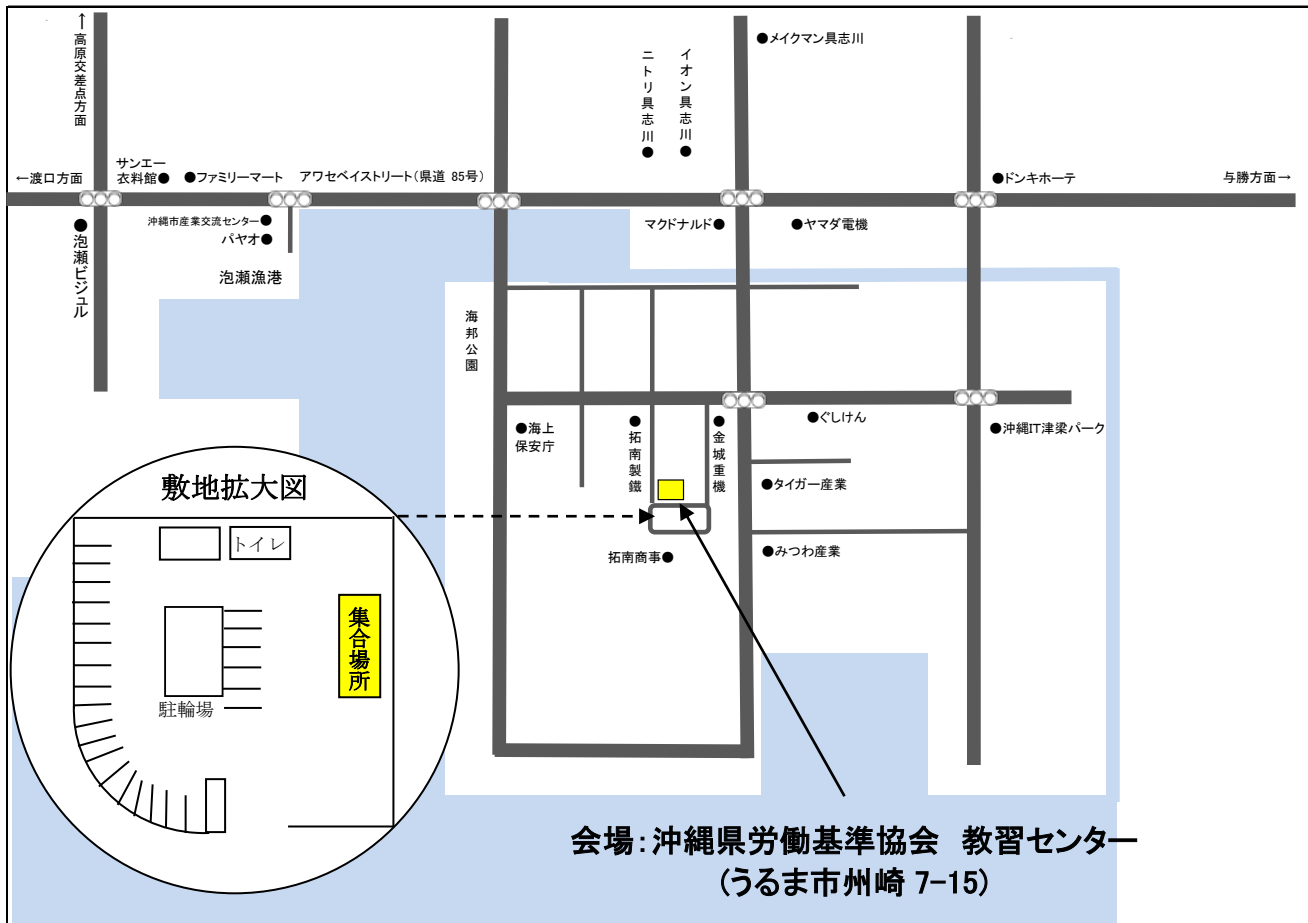 ↑高原交差点方面
●メイクマン具志川
ニトリ具志川●
イオン具志川●
←渡口方面
サンエー
衣料館●
●ファミリーマート
アワセベイストリート(県道 85号)
●ドンキホーテ
与勝方面→
沖縄市産業交流センター●
パヤオ●
マクドナルド●
●ヤマダ電機
●泡瀬ビジュル
泡瀬漁港
海邦公園
●海上
保安庁
●拓南製鐵
●金城重機
●ぐしけん
●沖縄IT津梁パーク
●タイガー産業
●みつわ産業
拓南商事●
敷地拡大図
トイレ
集合場所
駐輪場
会場：沖縄県労働基準協会　教習センター
(うるま市州崎 7-15)